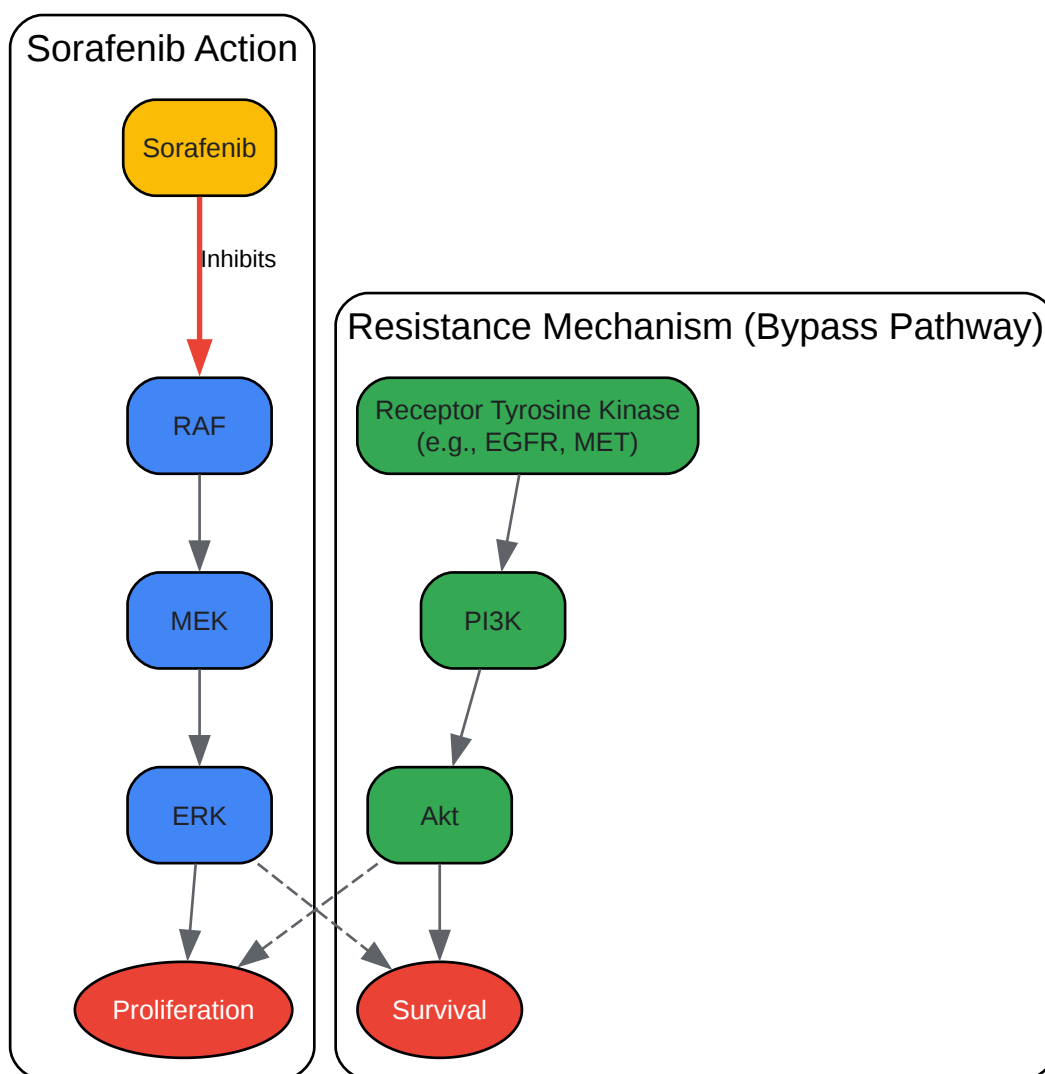 Sorafenib Action
Sorafenib
Inhibits
Resistance Mechanism (Bypass Pathway)
RAF
Receptor Tyrosine Kinase
(e.g., EGFR, MET)
MEK
PI3K
ERK
Akt
Proliferation
Survival